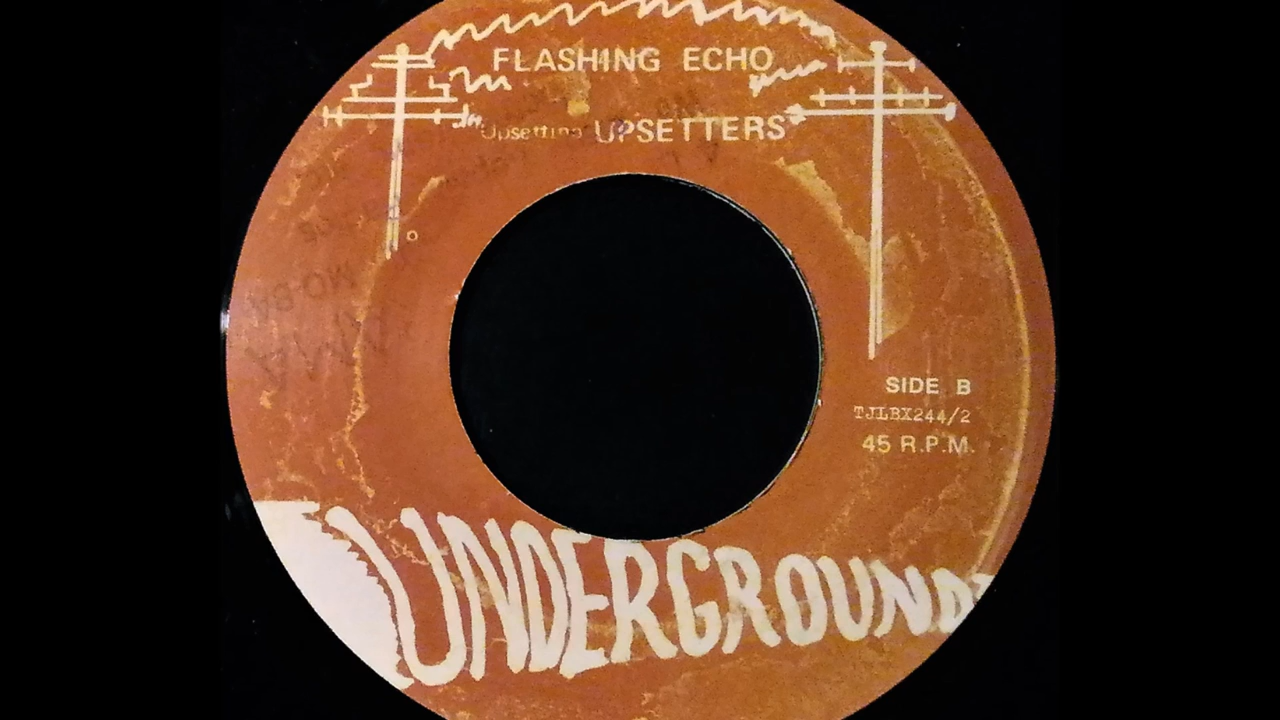 FLASHING ECHO
Upsetting UPSETTERS
SIDE B
TJLBX244/2
45 R.P.M.
UNDERGROUND